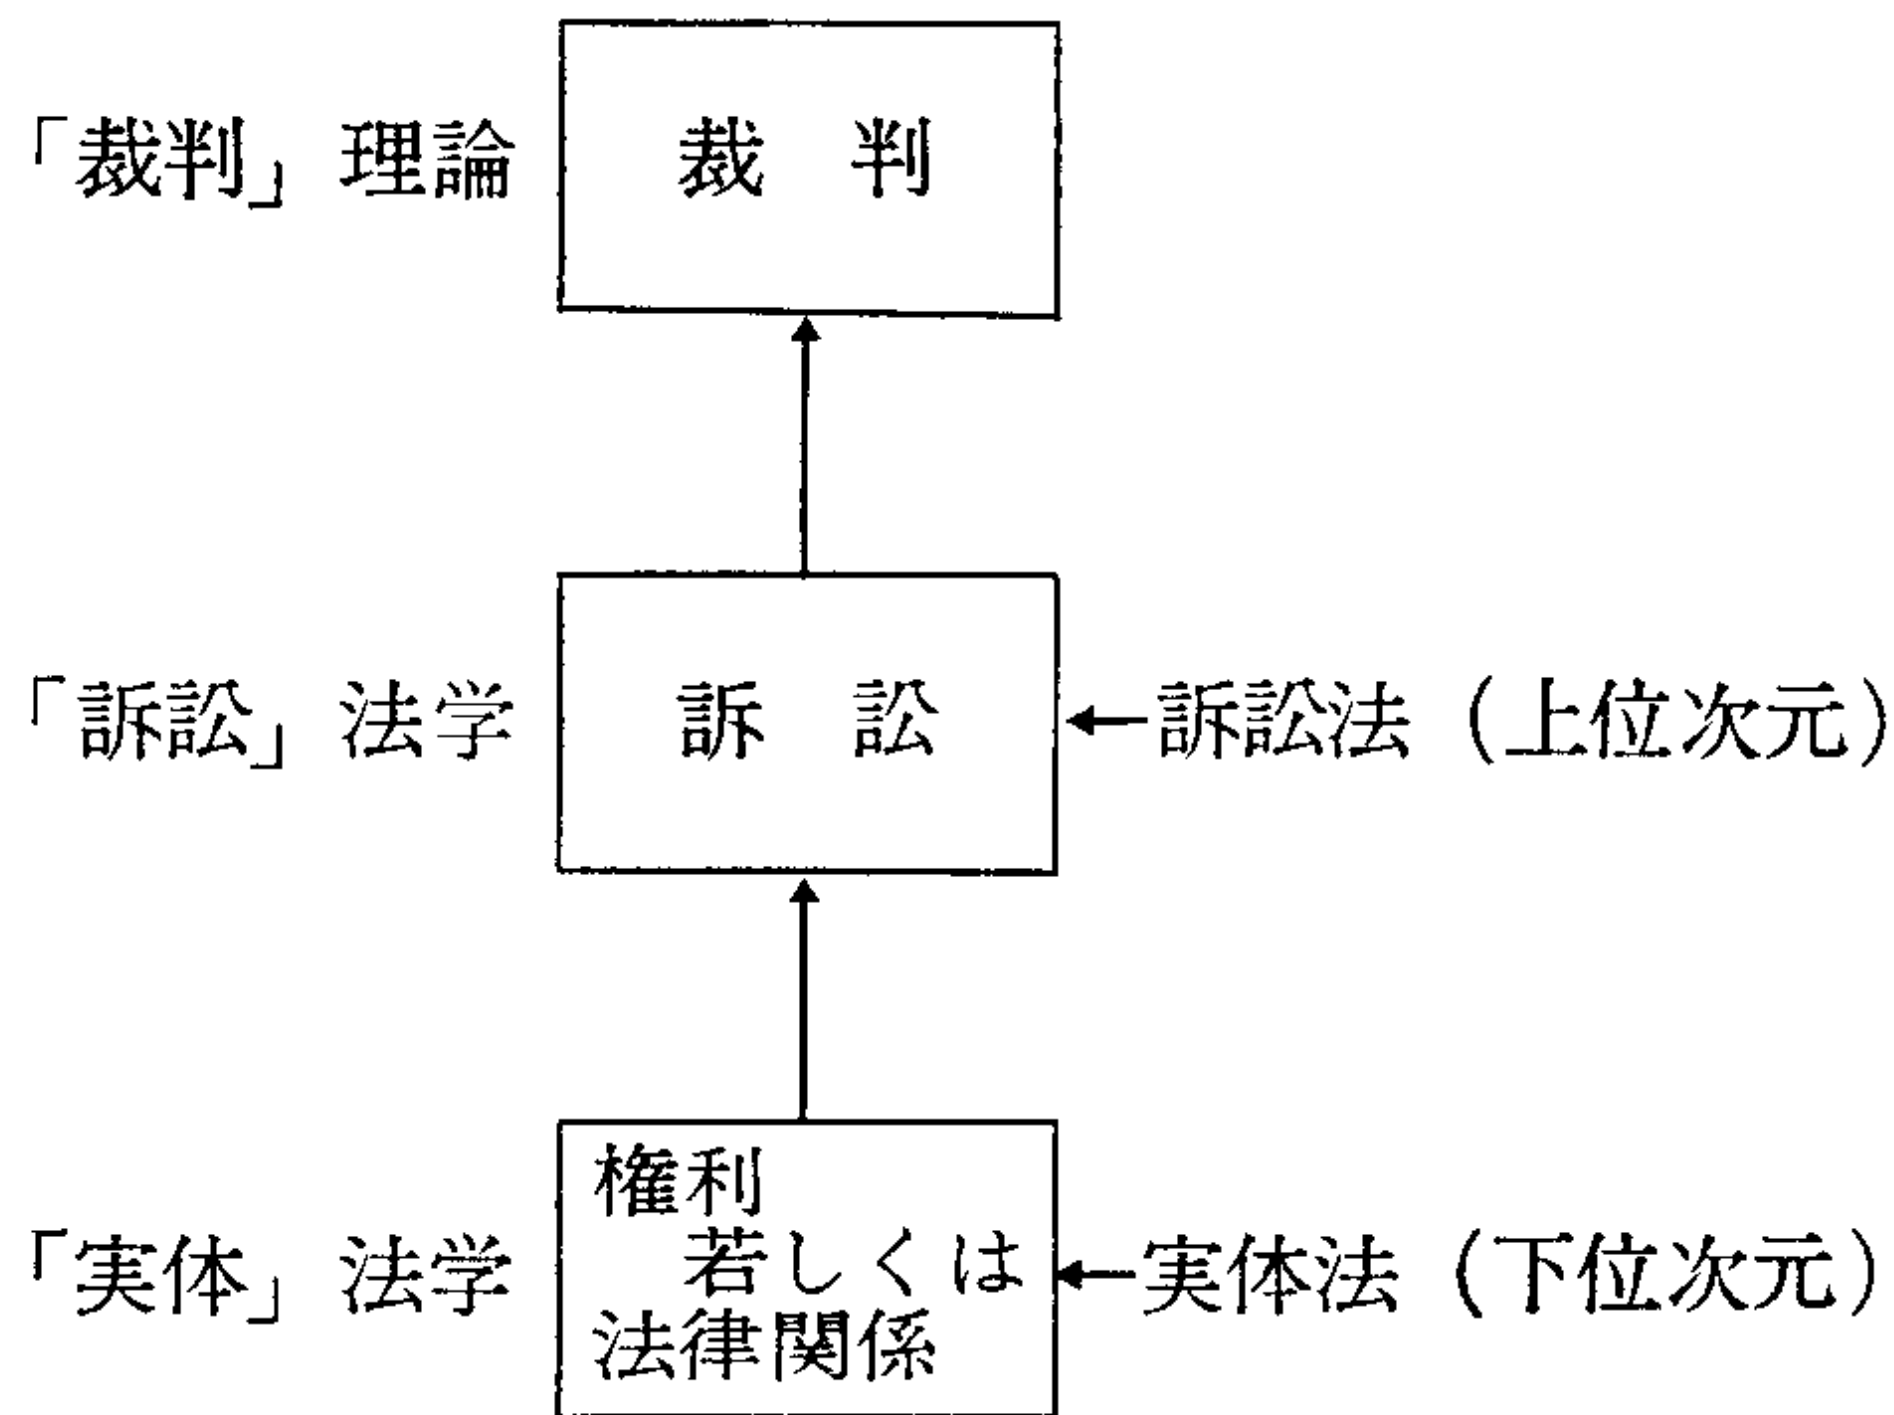 「裁判」理論 裁 判
「訴訟」法学 訴 訟 訴訟法（上位次元）
「実体」法学 権利
若しくは
法律関係 実体法（下位次元）